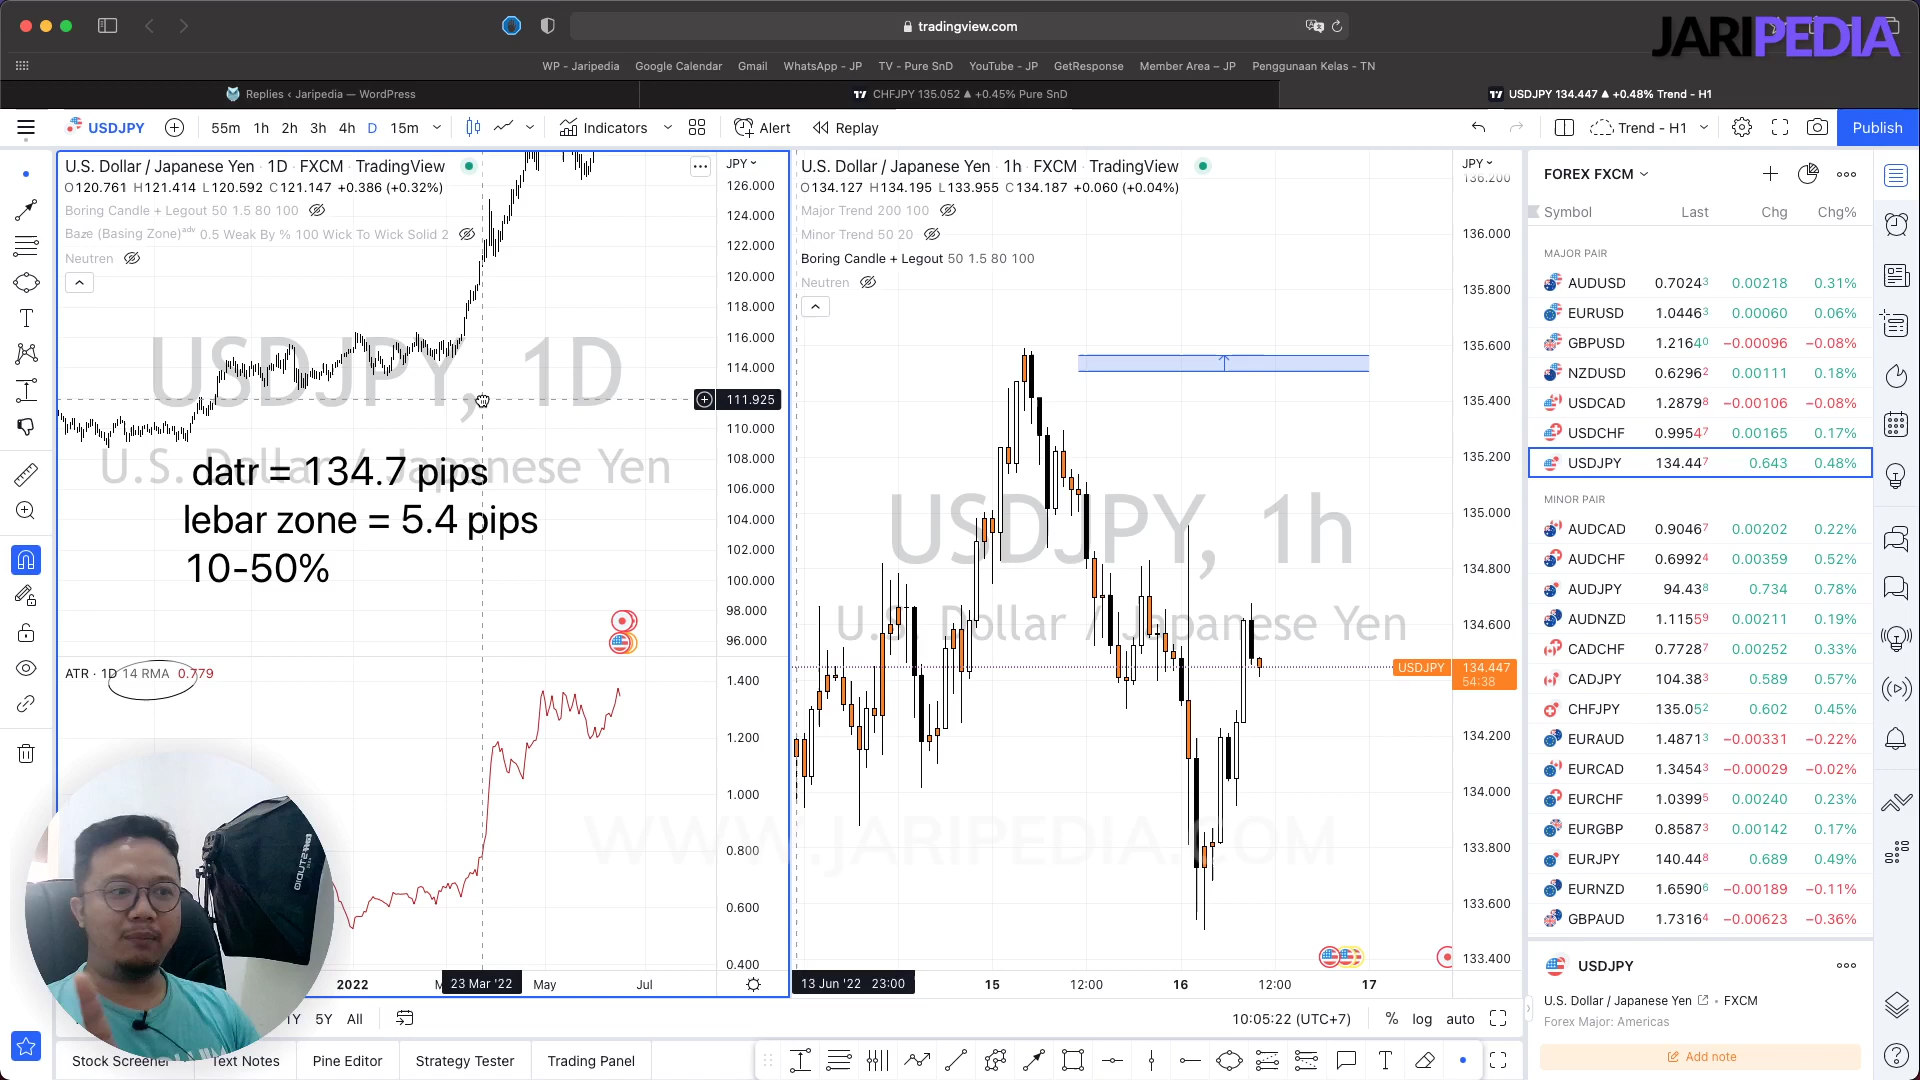 tradingview.com
JARIPEDIA
WP - Jaripedia Google Calendar Gmail WhatsApp - JP TV - Pure SnD YouTube - JP GetResponse Member Area – JP Penggunaan Kelas - TN
Replies ‹ Jaripedia — WordPress
CHFJPY 135.052 ▲ +0.45% Pure SnD
USDJPY 134.447 ▲ +0.48% Trend - H1
USDJPY 55m 1h 2h 3h 4h D 15m Indicators Alert Replay Trend - H1 Publish
U.S. Dollar / Japanese Yen · 1D · FXCM · TradingView
O120.761 H121.414 L120.592 C121.147 +0.386 (+0.32%)
Boring Candle + Legout 50 1.5 80 100
Baze (Basing Zone)adv 0.5 Weak By % 100 Wick To Wick Solid 2
Neutren
JPY
126.000
124.000
122.000
120.000
118.000
116.000
114.000
111.925
110.000
108.000
106.000
104.000
102.000
100.000
98.000
96.000
USDJPY, 1D
U.S. Dollar / Japanese Yen
datr = 134.7 pips
lebar zone = 5.4 pips
10-50%
ATR · 1D 14 RMA 0.779
1.400
1.200
1.000
0.800
0.600
0.400
2022 23 Mar '22 May Jul
U.S. Dollar / Japanese Yen · 1h · FXCM · TradingView
O134.127 H134.195 L133.955 C134.187 +0.060 (+0.04%)
Major Trend 200 100
Minor Trend 50 20
Boring Candle + Legout 50 1.5 80 100
Neutren
JPY
136.200
136.000
135.800
135.600
135.400
135.200
135.000
134.800
134.600
USDJPY 134.447
54:38
134.200
134.000
133.800
133.600
133.400
USDJPY, 1h
U.S. Dollar / Japanese Yen
WWW.JARIPEDIA.COM
13 Jun '22 23:00 15 12:00 16 12:00 17
1Y 5Y All
10:05:22 (UTC+7) % log auto
Stock Screener Text Notes Pine Editor Strategy Tester Trading Panel
FOREX FXCM
Symbol Last Chg Chg%
MAJOR PAIR
AUDUSD 0.70243 0.00218 0.31%
EURUSD 1.04463 0.00060 0.06%
GBPUSD 1.21640 −0.00096 −0.08%
NZDUSD 0.62962 0.00111 0.18%
USDCAD 1.28798 −0.00106 −0.08%
USDCHF 0.99547 0.00165 0.17%
USDJPY 134.447 0.643 0.48%
MINOR PAIR
AUDCAD 0.90467 0.00202 0.22%
AUDCHF 0.69924 0.00359 0.52%
AUDJPY 94.438 0.734 0.78%
AUDNZD 1.11559 0.00211 0.19%
CADCHF 0.77287 0.00252 0.33%
CADJPY 104.383 0.589 0.57%
CHFJPY 135.052 0.602 0.45%
EURAUD 1.48713 −0.00331 −0.22%
EURCAD 1.34543 −0.00029 −0.02%
EURCHF 1.03995 0.00240 0.23%
EURGBP 0.85873 0.00142 0.17%
EURJPY 140.448 0.689 0.49%
EURNZD 1.65906 −0.00189 −0.11%
GBPAUD 1.73164 −0.00623 −0.36%
USDJPY
U.S. Dollar / Japanese Yen • FXCM
Forex Major: Americas
Add note